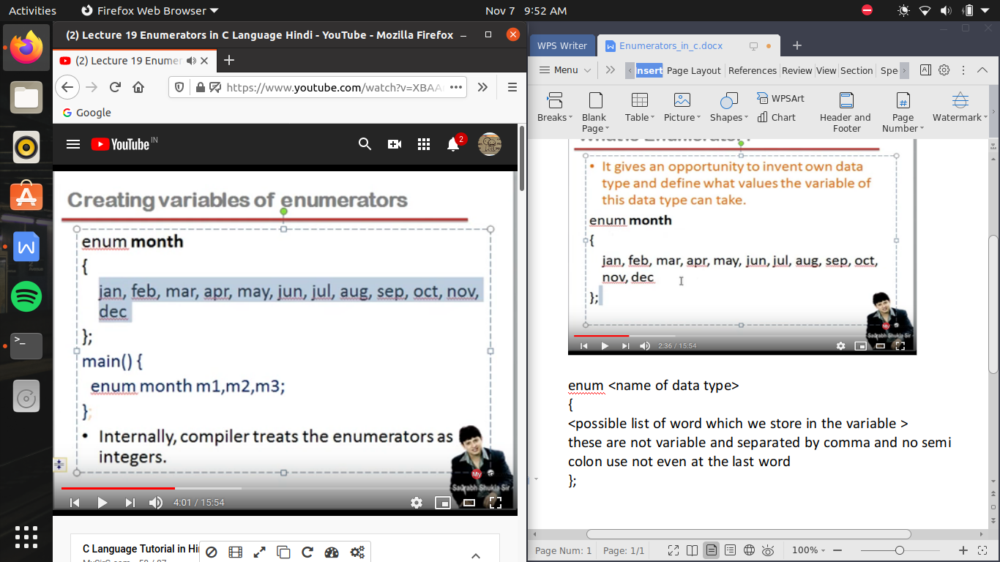 Activities
Firefox Web Browser
Nov 7 9:52 AM
(2) Lecture 19 Enumerators in C Language Hindi - YouTube - Mozilla Firefox
(2) Lecture 19 Enumer
https://www.youtube.com/watch?v=XBAA
Google
YouTube IN
2
Creating variables of enumerators
enum month
{
jan, feb, mar, apr, may, jun, jul, aug, sep, oct, nov,
dec
};
main() {
enum month m1,m2,m3;
}
• Internally, compiler treats the enumerators as
integers.
My
Saurabh Shukla Sir
4:01 / 15:54
C Language Tutorial in Hi
WPS Writer
Enumerators_in_c.docx
Menu
Insert
Page Layout
References
Review
View
Section
Spe
Breaks
Blank
Page
Table
Picture
Shapes
WPSArt
Chart
Header and
Footer
Page
Number
Watermark
What is Enumerator?
• It gives an opportunity to invent own data
type and define what values the variable of
this data type can take.
enum month
{
jan, feb, mar, apr, may, jun, jul, aug, sep, oct,
nov, dec
};
My
Saurabh Shukla Sir
2:36 / 15:54
enum <name of data type>
{
<possible list of word which we store in the variable >
these are not variable and separated by comma and no semi
colon use not even at the last word
};
Page Num: 1
Page: 1/1
100%